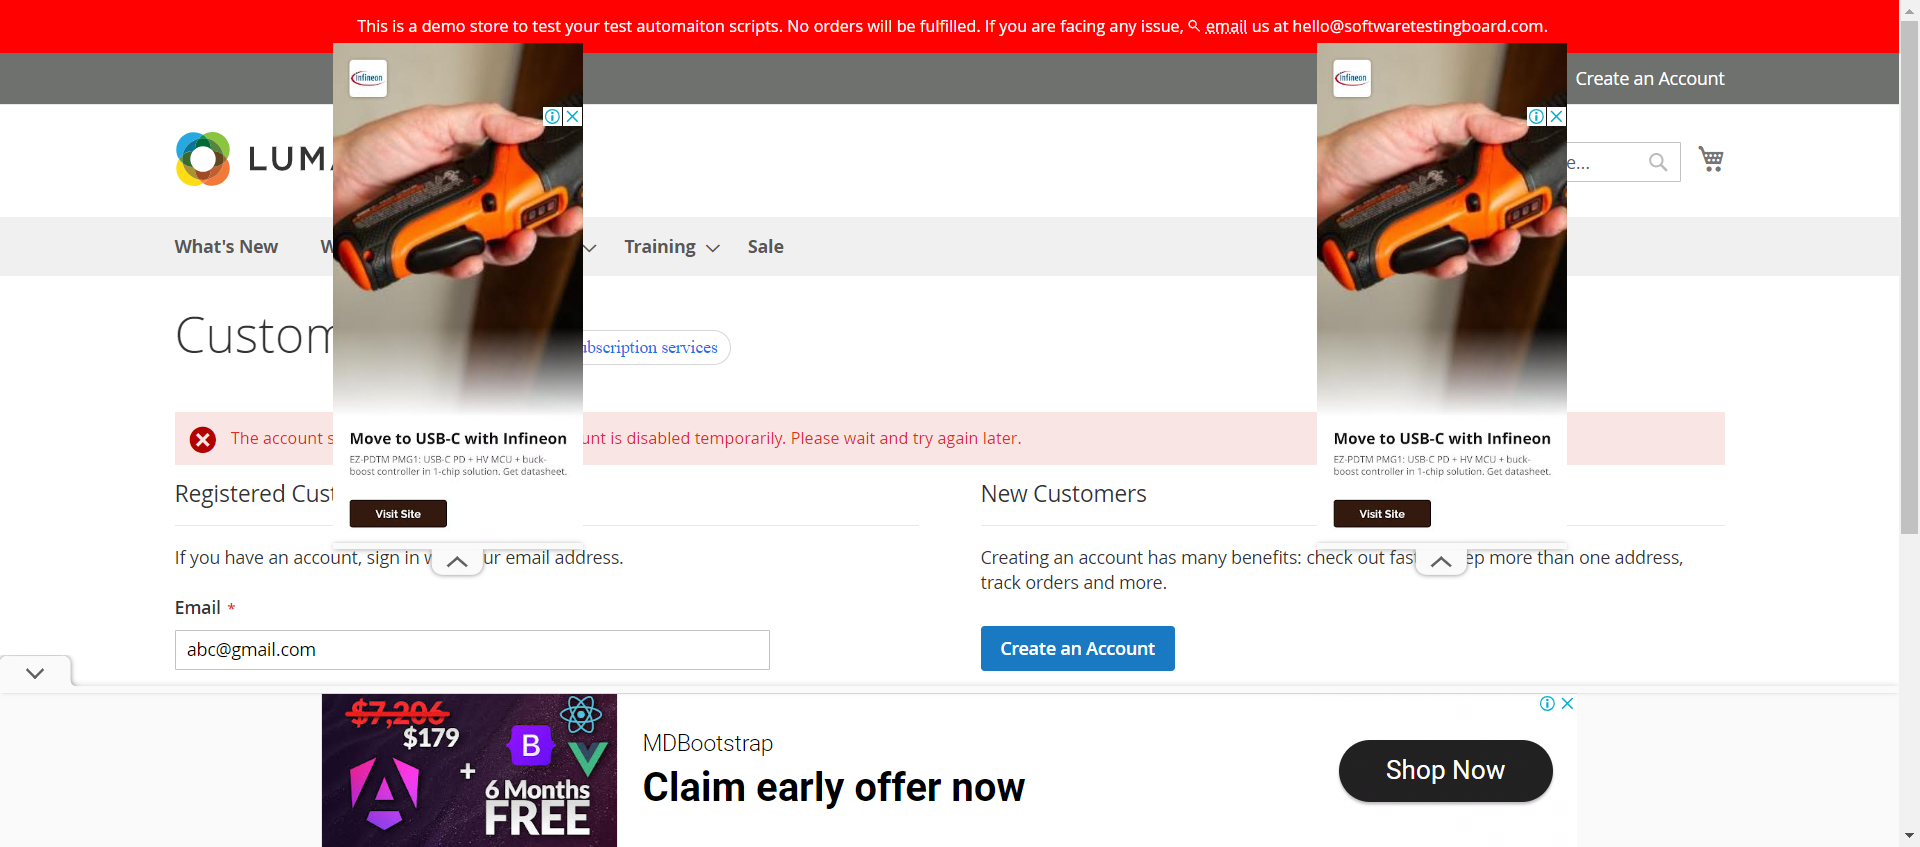 This is a demo store to test your test automaiton scripts. No orders will be fulfilled. If you are facing any issue, email us at hello@softwaretestingboard.com.
Create an Account
infineon
infineon
LUM
e...
What's New
Training
Sale
Custom
ubscription services
The account
unt is disabled temporarily. Please wait and try again later.
Move to USB-C with Infineon
EZ-PDTM PMG1: USB-C PD + HV MCU + buck-
boost controller in 1-chip solution. Get datasheet.
Visit Site
Move to USB-C with Infineon
EZ-PDTM PMG1: USB-C PD + HV MCU + buck-
boost controller in 1-chip solution. Get datasheet.
Visit Site
Registered Cust
New Customers
If you have an account, sign in
ur email address.
Creating an account has many benefits: check out
ep more than one address,
track orders and more.
Email *
abc@gmail.com
Create an Account
$7,206
$179
B
+
6 Months
FREE
MDBootstrap
Claim early offer now
Shop Now